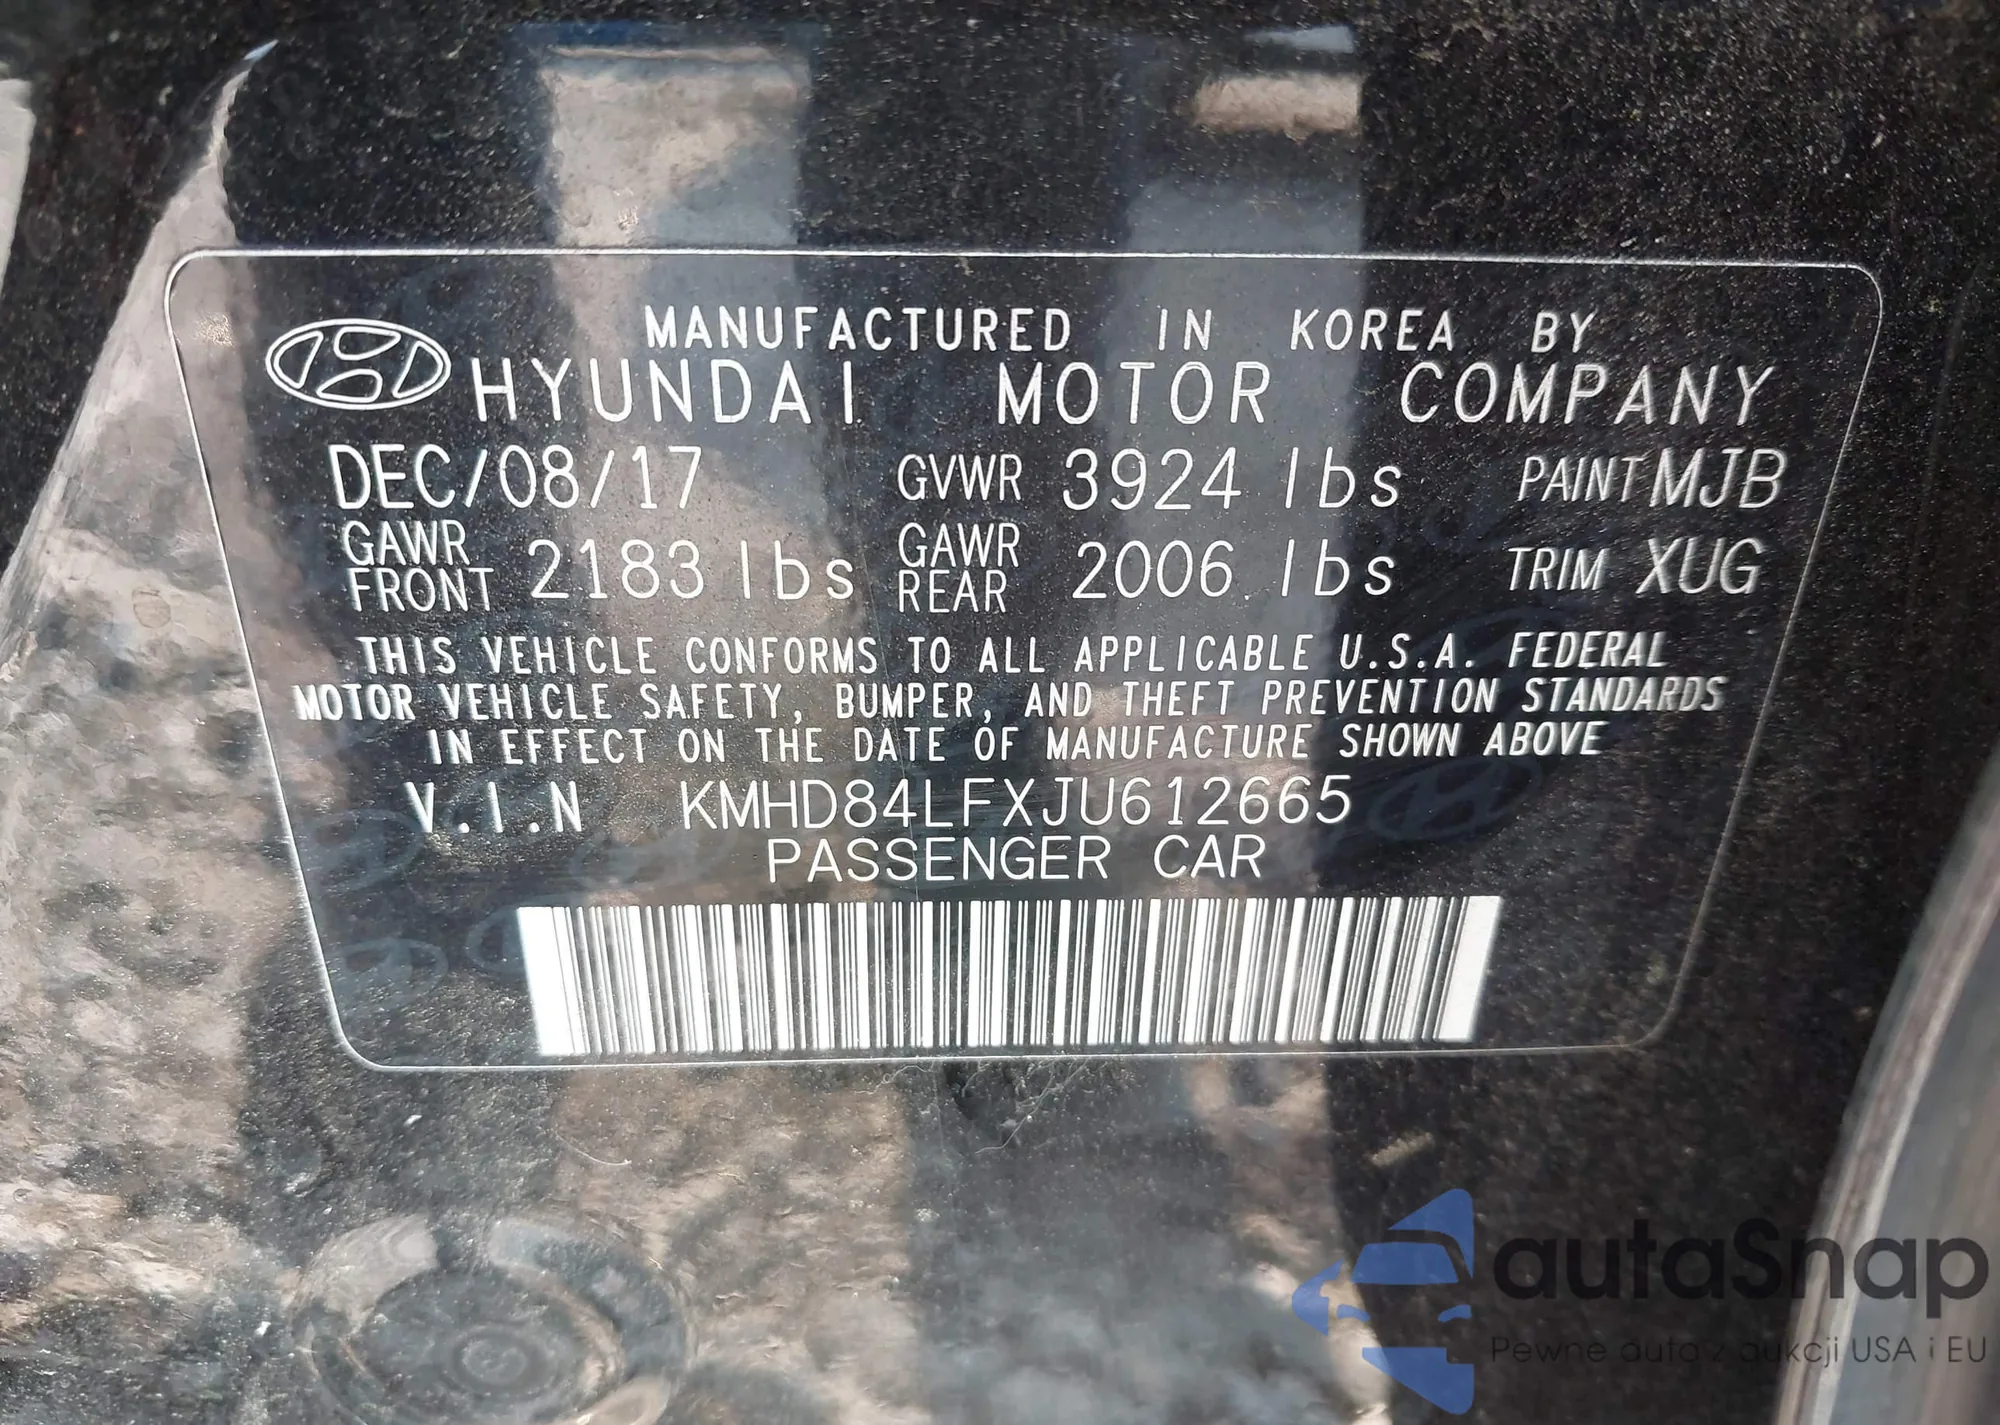 MANUFACTURED IN KOREA BY
HYUNDAI MOTOR COMPANY
DEC/08/17 GVWR 3924 lbs PAINT MJB
GAWR FRONT 2183 lbs GAWR REAR 2006 lbs TRIM XUG
THIS VEHICLE CONFORMS TO ALL APPLICABLE U.S.A. FEDERAL
MOTOR VEHICLE SAFETY, BUMPER, AND THEFT PREVENTION STANDARDS
IN EFFECT ON THE DATE OF MANUFACTURE SHOWN ABOVE
V.I.N KMHD84LFXJU612665
PASSENGER CAR
autaSnap
Pewne auta z aukcji USA i EU